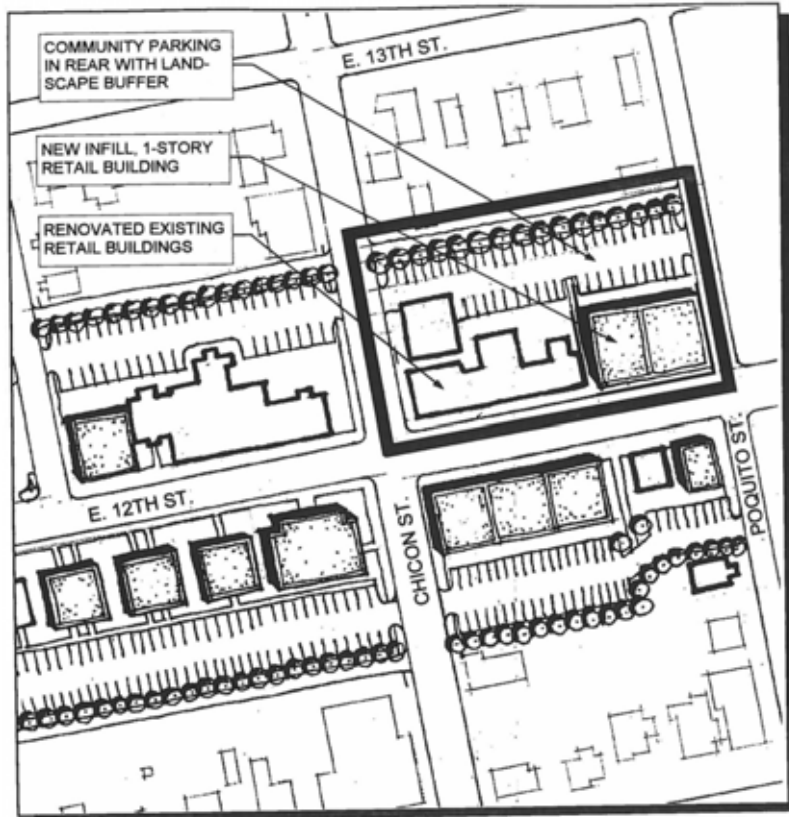 COMMUNITY PARKING
IN REAR WITH LAND-
SCAPE BUFFER
E. 13TH ST.
NEW INFILL, 1-STORY
RETAIL BUILDING
RENOVATED EXISTING
RETAIL BUILDINGS
E. 12TH ST.
CHICON ST.
POQUITO ST.